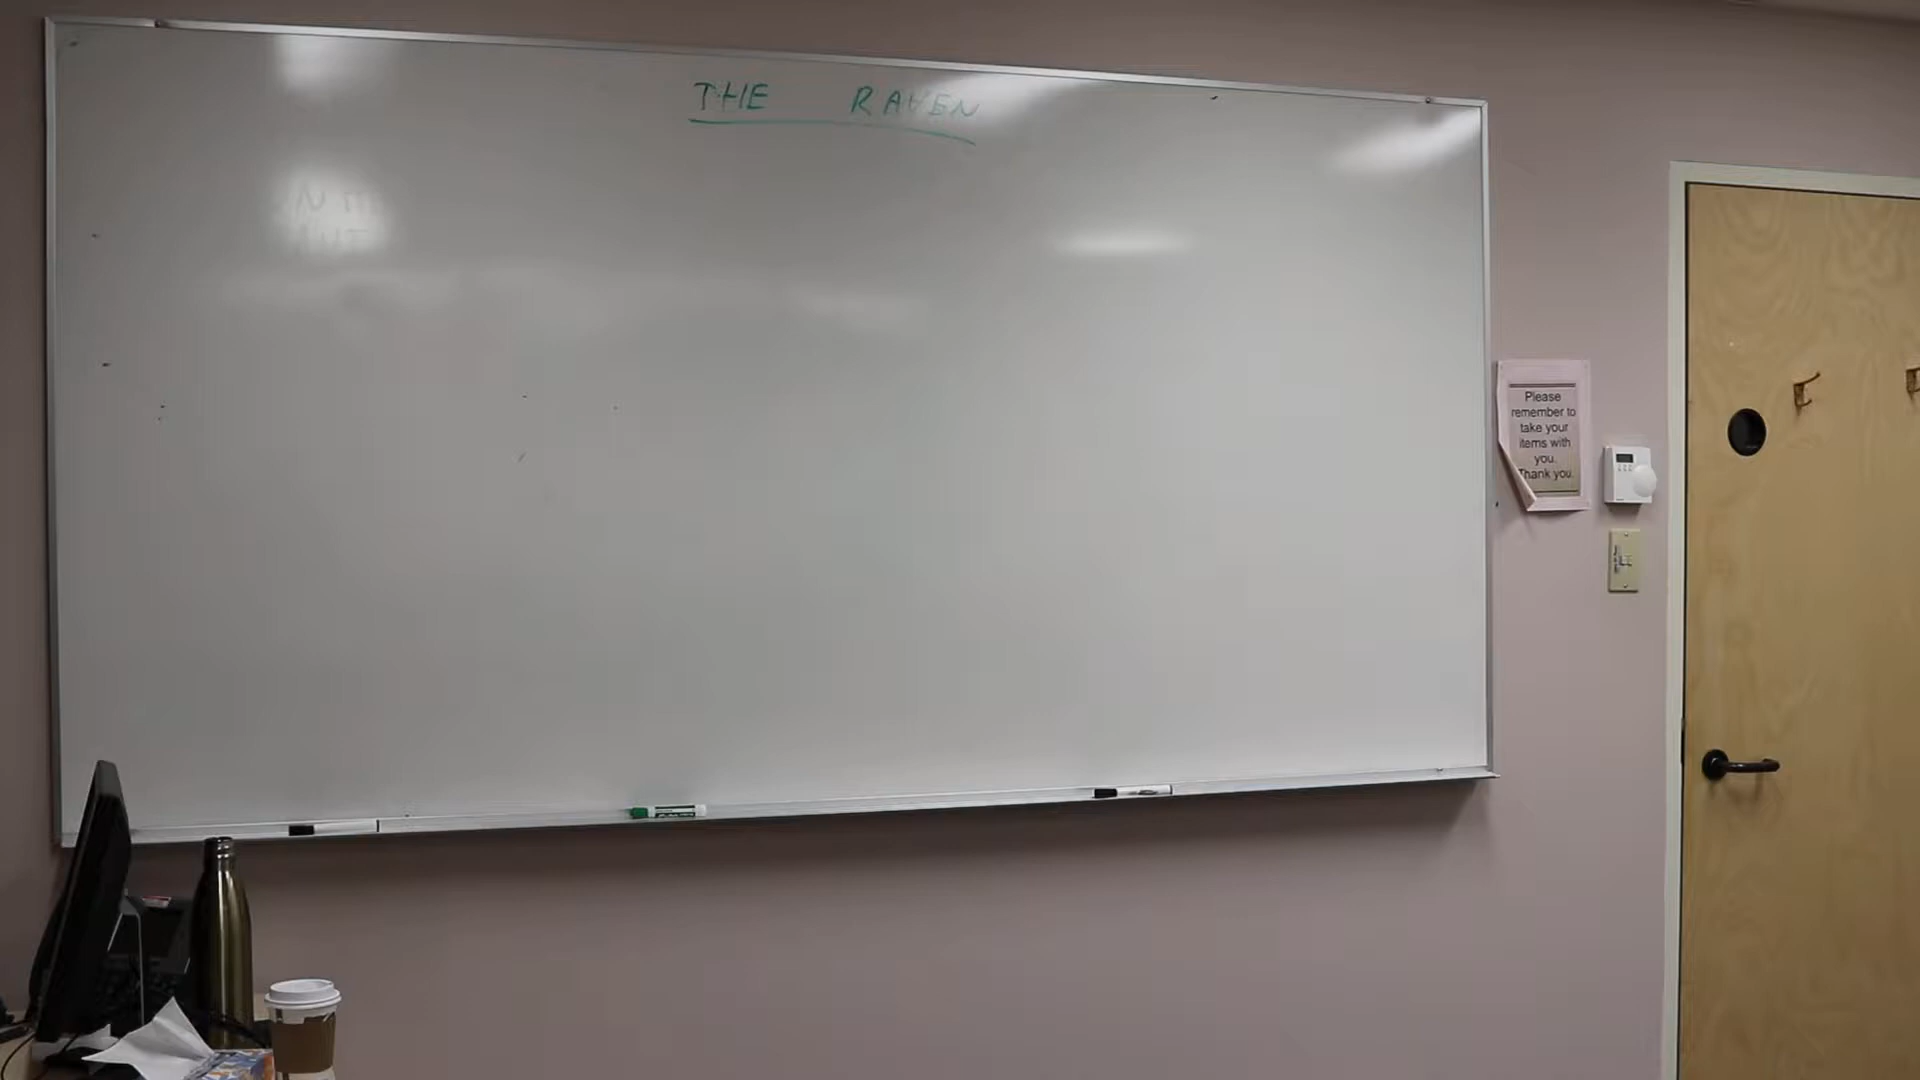 THE RAVEN
Please
remember to
take your
items with
you.
Thank you.